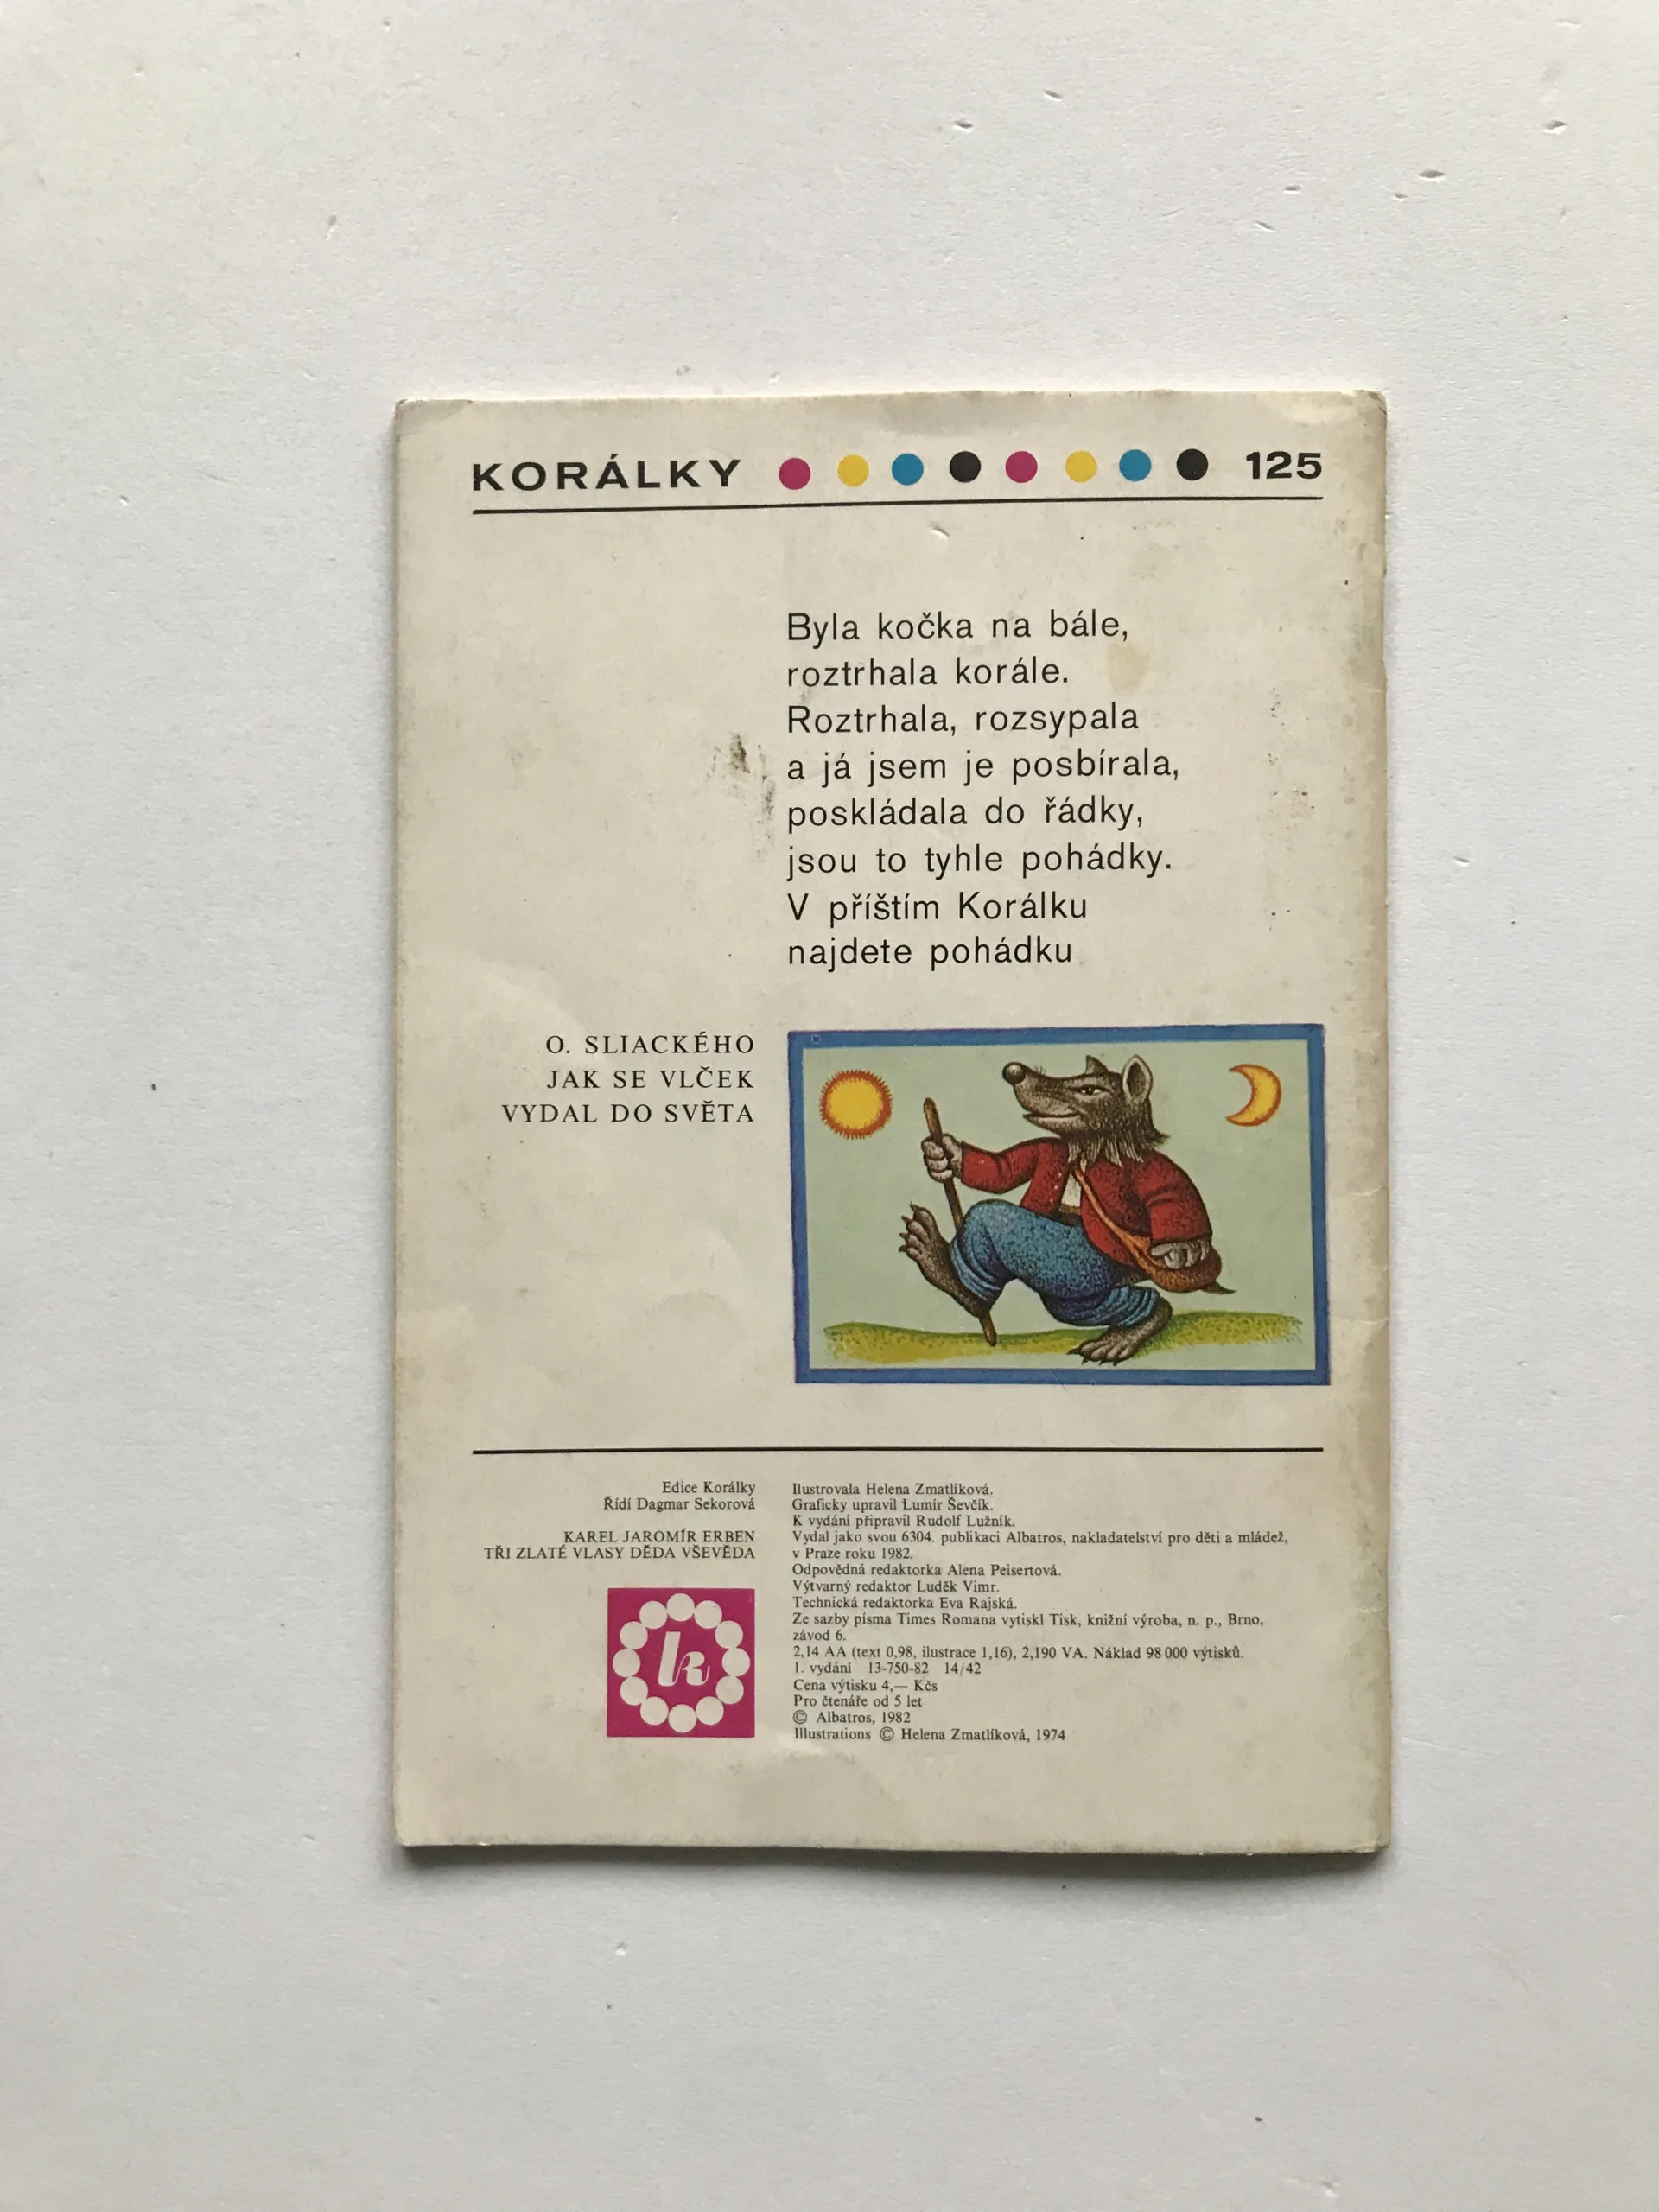 KORÁLKY 125
Byla kočka na bále,
roztrhala korále.
Roztrhala, rozsypala
a já jsem je posbírala,
poskládala do řádky,
jsou to tyhle pohádky.
V příštím Korálku
najdete pohádku
O. SLIACKÉHO
JAK SE VLČEK
VYDAL DO SVĚTA
Edice Korálky
Řídí Dagmar Sekorová
KAREL JAROMÍR ERBEN
TŘI ZLATÉ VLASY DĚDA VŠEVĚDA
k
Ilustrovala Helena Zmatlíková.
Graficky upravil Lumír Ševčík.
K vydání připravil Rudolf Lužník.
Vydal jako svou 6304. publikaci Albatros, nakladatelství pro děti a mládež,
v Praze roku 1982.
Odpovědná redaktorka Alena Peisertová.
Výtvarný redaktor Luděk Vimr.
Technická redaktorka Eva Rajská.
Ze sazby písma Times Romana vytiskl Tisk, knižní výroba, n. p., Brno,
závod 6.
2,14 AA (text 0,98, ilustrace 1,16), 2,190 VA. Náklad 98 000 výtisků.
1. vydání 13-750-82 14/42
Cena výtisku 4,— Kčs
Pro čtenáře od 5 let
© Albatros, 1982
Illustrations © Helena Zmatlíková, 1974